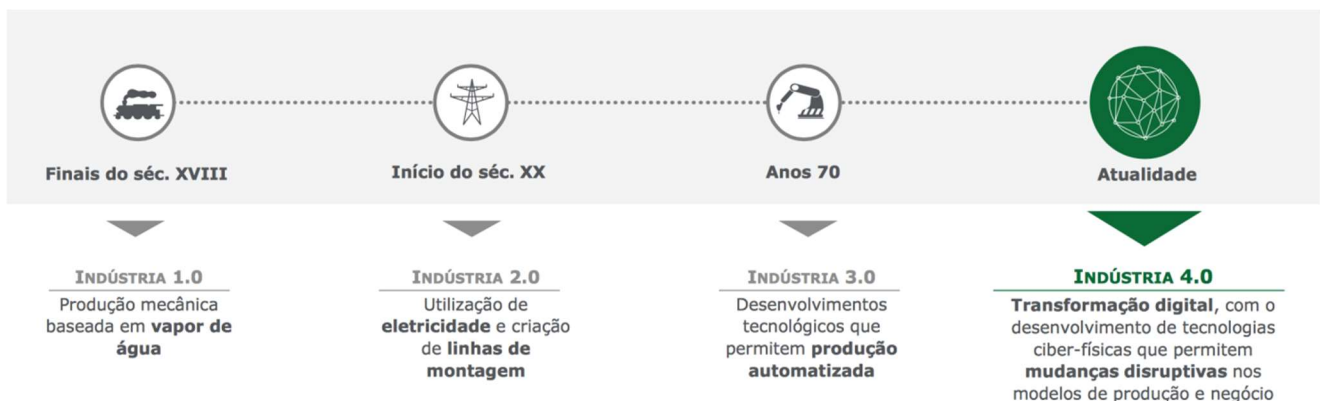 Finais do séc. XVIII
Início do séc. XX
Anos 70
Atualidade
INDÚSTRIA 1.0
Produção mecânica
baseada em vapor de
água
INDÚSTRIA 2.0
Utilização de
eletricidade e criação
de linhas de
montagem
INDÚSTRIA 3.0
Desenvolvimentos
tecnológicos que
permitem produção
automatizada
INDÚSTRIA 4.0
Transformação digital, com o
desenvolvimento de tecnologias
ciber-físicas que permitem
mudanças disruptivas nos
modelos de produção e negócio